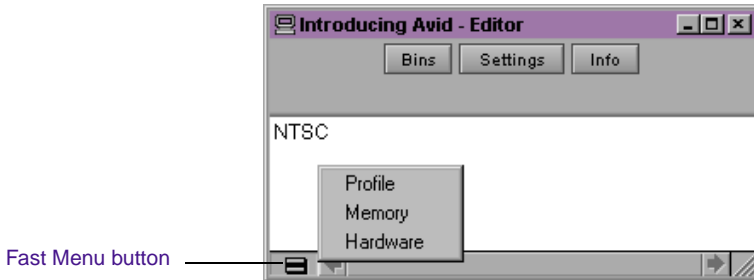 Introducing Avid - Editor
Bins Settings Info
NTSC
Profile
Memory
Hardware
Fast Menu button